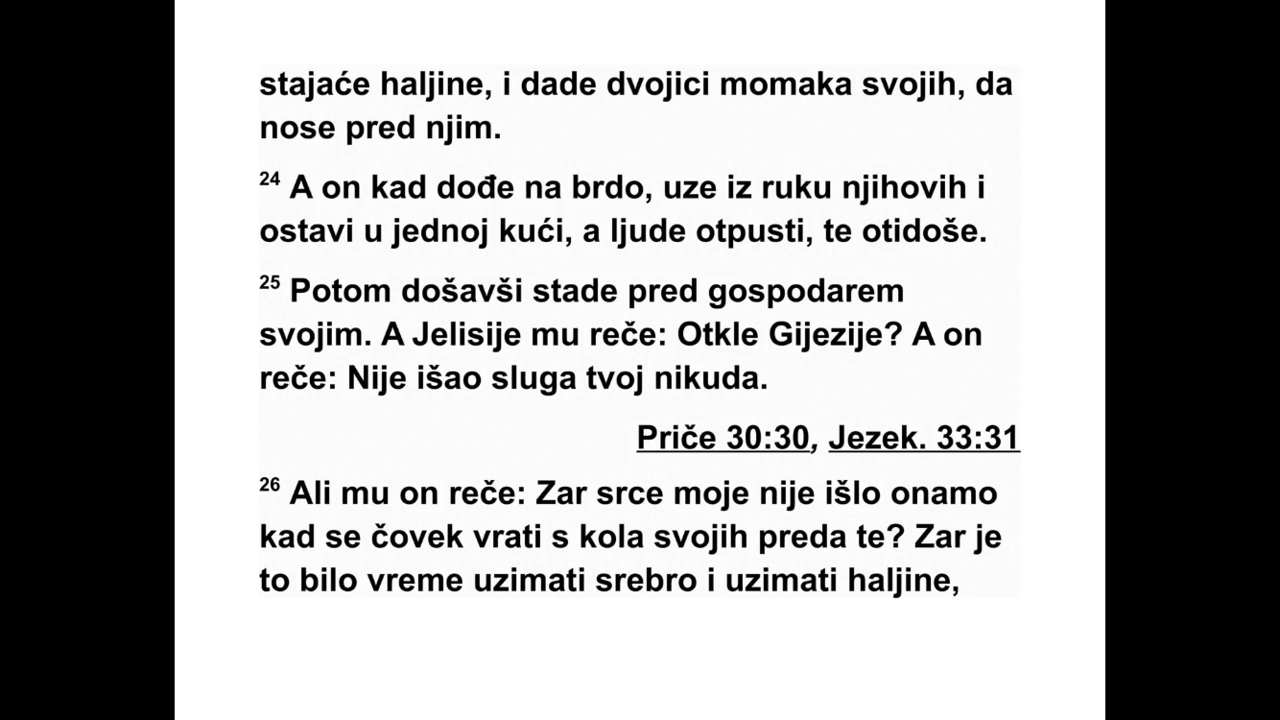 stajaće haljine, i dade dvojici momaka svojih, da
nose pred njim.
24 A on kad dođe na brdo, uze iz ruku njihovih i
ostavi u jednoj kući, a ljude otpusti, te otidoše.
25 Potom došavši stade pred gospodarem
svojim. A Jelisije mu reče: Otkle Gijezije? A on
reče: Nije išao sluga tvoj nikuda.
Priče 30:30, Jezek. 33:31
26 Ali mu on reče: Zar srce moje nije išlo onamo
kad se čovek vrati s kola svojih preda te? Zar je
to bilo vreme uzimati srebro i uzimati haljine,